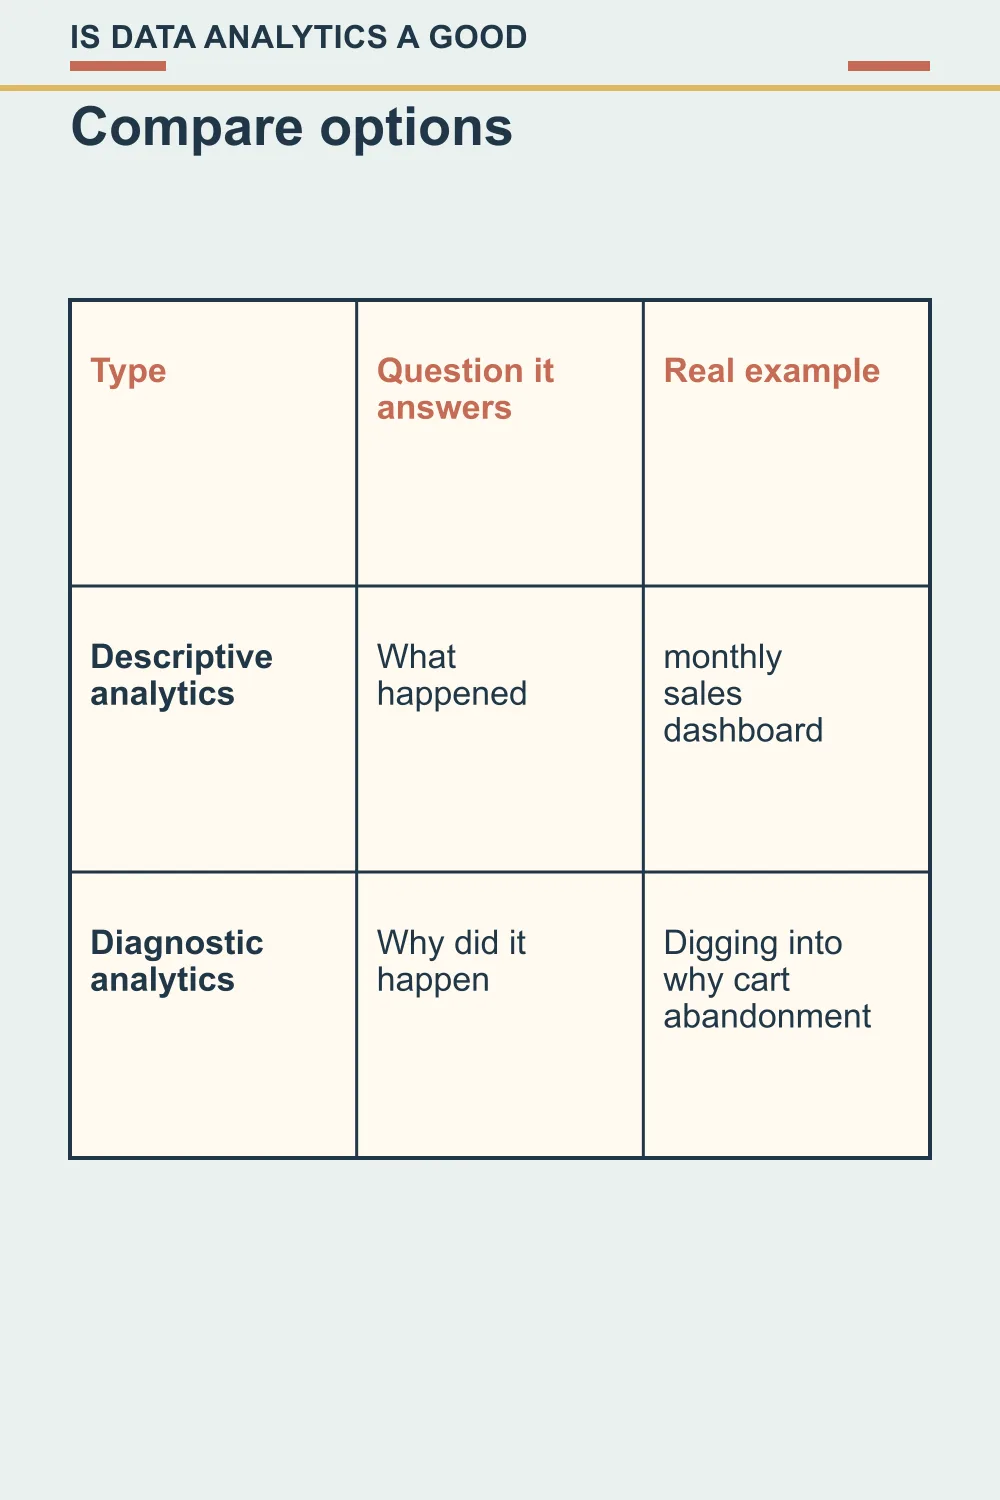 IS DATA ANALYTICS A GOOD
Compare options
Type
Question it
answers
Real example
Descriptive
analytics
What
happened
monthly
sales
dashboard
Diagnostic
analytics
Why did it
happen
Digging into
why cart
abandonment